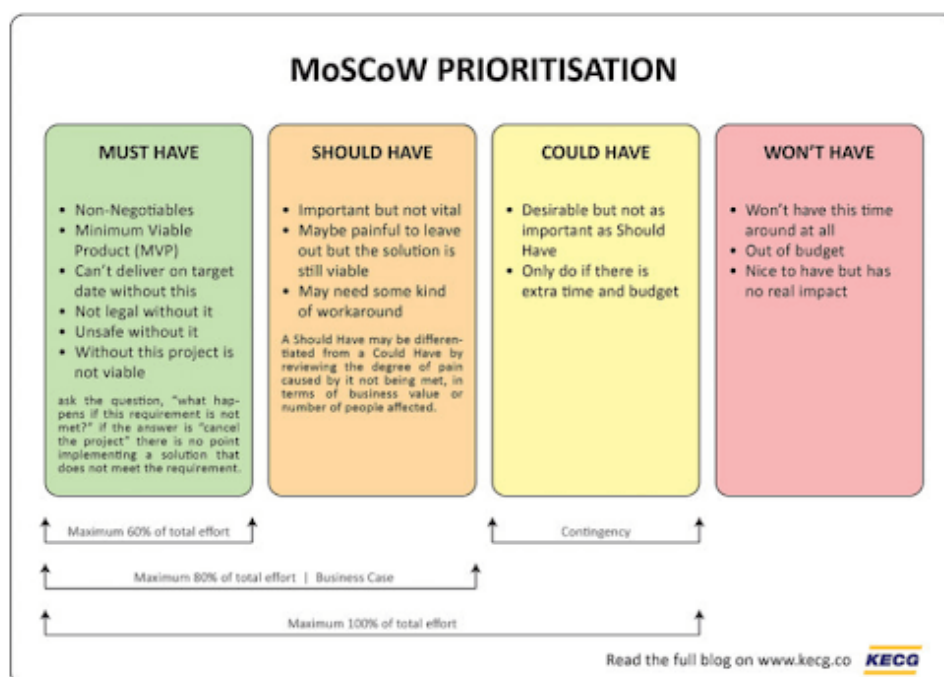 MoSCoW PRIORITISATION
MUST HAVE
• Non-Negotiables
• Minimum Viable
Product (MVP)
• Can't deliver on target
date without this
• Not legal without it
• Unsafe without it
• Without this project is
not viable
ask the question, "what hap-
pens if this requirement is not
met?" if the answer is "cancel
the project" there is no point
implementing a solution that
does not meet the requirement.
SHOULD HAVE
• Important but not vital
• Maybe painful to leave
out but the solution is
still viable
• May need some kind
of workaround
A Should Have may be differen-
tiated from a Could Have by
reviewing the degree of pain
caused by it not being met, in
terms of business value or
number of people affected.
COULD HAVE
• Desirable but not as
important as Should
Have
• Only do if there is
extra time and budget
WON'T HAVE
• Won't have this time
around at all
• Out of budget
• Nice to have but has
no real impact
Maximum 60% of total effort
Contingency
Maximum 80% of total effort | Business Case
Maximum 100% of total effort
Read the full blog on www.kecg.co KECG